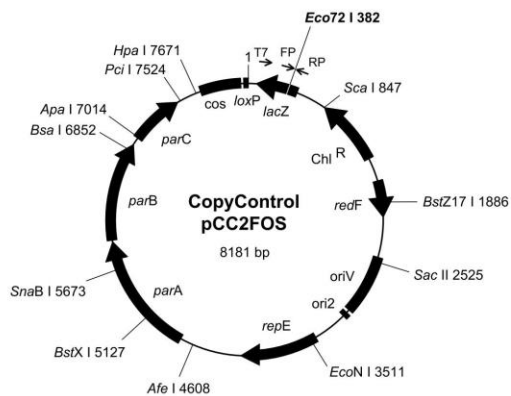 Eco72 I 382
1
T7
FP
RP
Hpa I 7671
Pci I 7524
cos
loxP
lacZ
Sca I 847
Apa I 7014
Bsa I 6852
parC
Chl R
parB
CopyControl
pCC2FOS
8181 bp
redF
BstZ17 I 1886
SnaB I 5673
parA
oriV
ori2
Sac II 2525
BstX I 5127
repE
EcoN I 3511
Afe I 4608